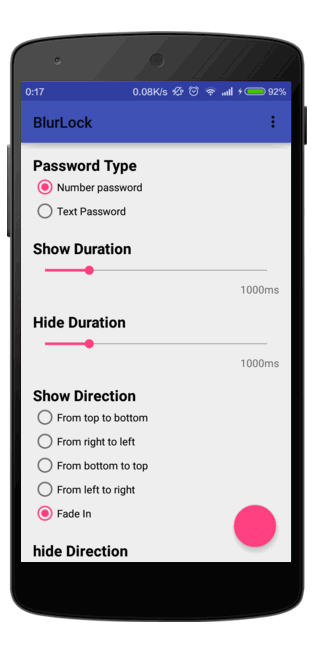 0:17 0.08K/s 92%
BlurLock
Password Type
Number password
Text Password
Show Duration
1000ms
Hide Duration
1000ms
Show Direction
From top to bottom
From right to left
From bottom to top
From left to right
Fade In
hide Direction